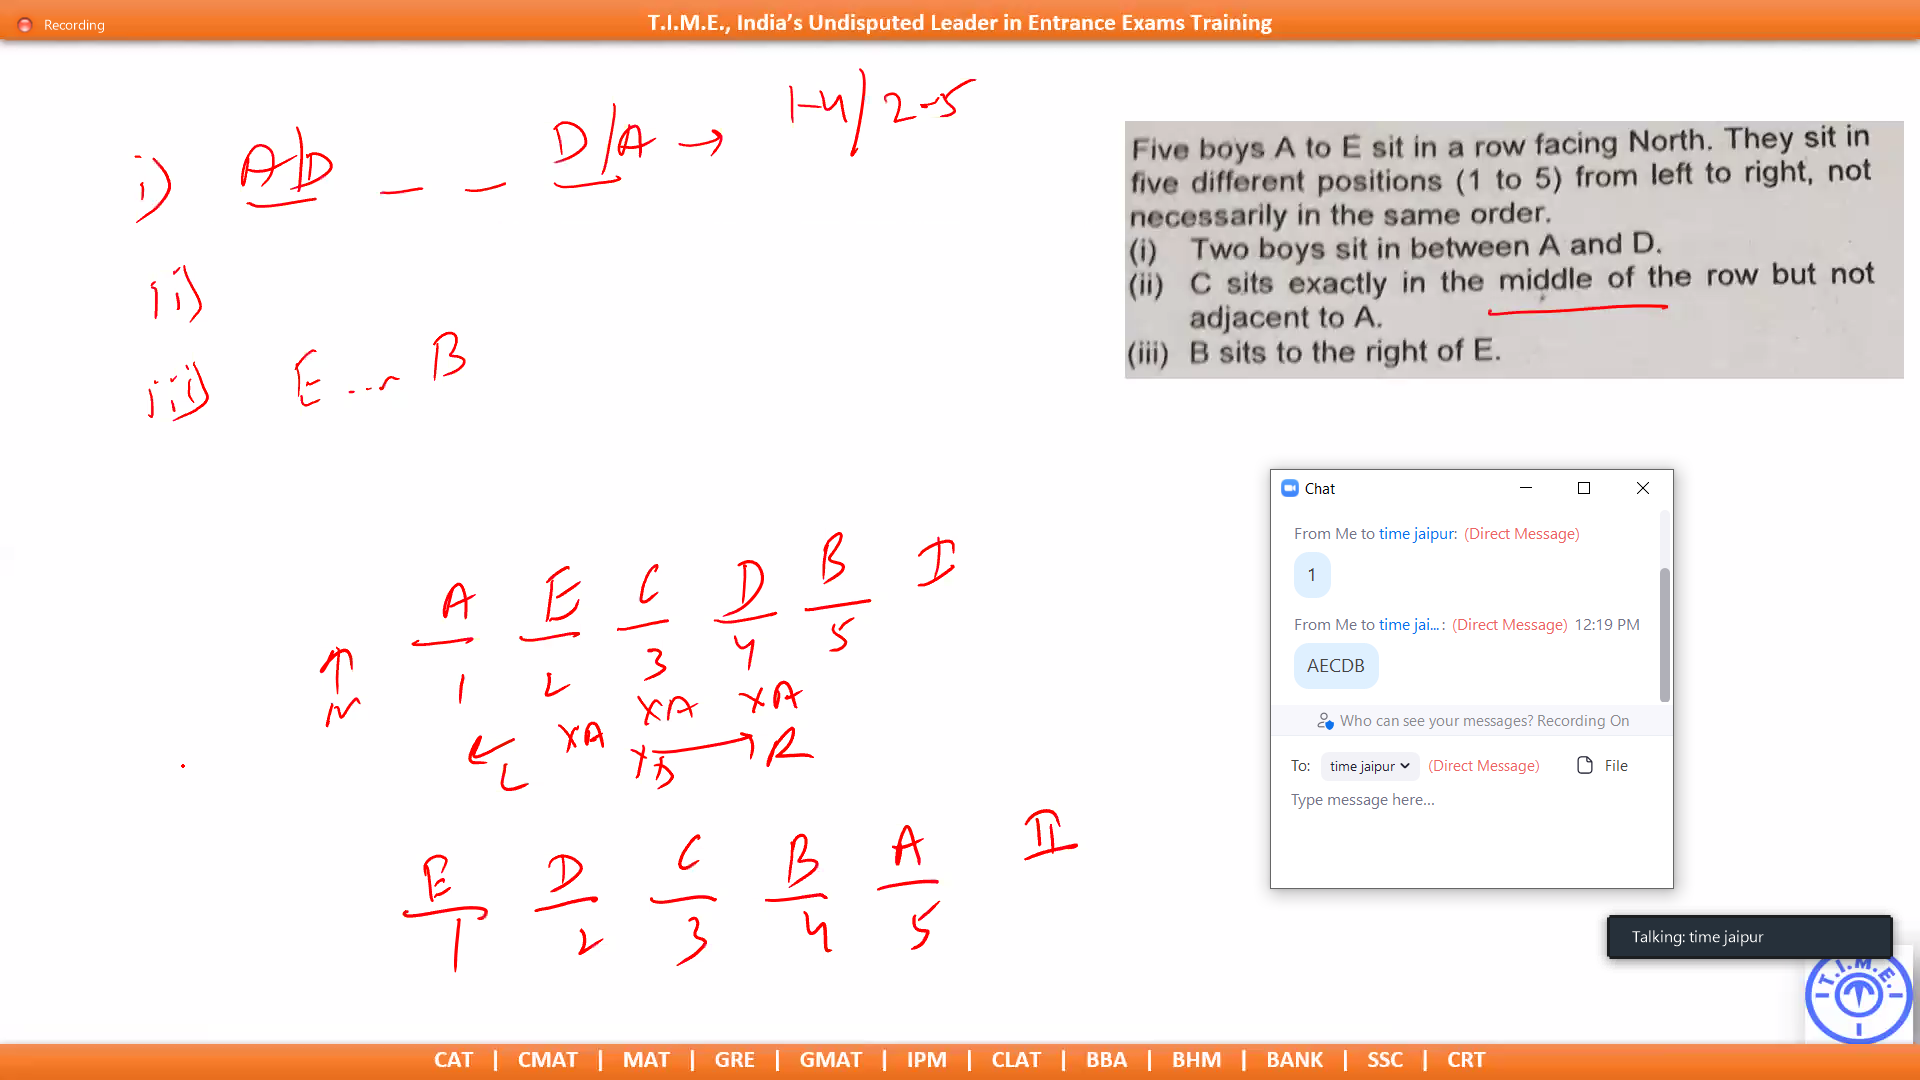 Recording
T.I.M.E., India's Undisputed Leader in Entrance Exams Training
i) A/D _ _ D/A → 1-4/2-5
ii)
iii) E .... B
Five boys A to E sit in a row facing North. They sit in
five different positions (1 to 5) from left to right, not
necessarily in the same order.
(i) Two boys sit in between A and D.
(ii) C sits exactly in the middle of the row but not
adjacent to A.
(iii) B sits to the right of E.
A E C D B I
1 2 3 4 5
↑
N
XA XA XA
XD
← L → R
E D C B A II
1 2 3 4 5
Chat
From Me to time jaipur: (Direct Message)
1
From Me to time jai...: (Direct Message) 12:19 PM
AECDB
Who can see your messages? Recording On
To: time jaipur (Direct Message) File
Type message here...
Talking: time jaipur
T.I.M.E.
CAT | CMAT | MAT | GRE | GMAT | IPM | CLAT | BBA | BHM | BANK | SSC | CRT